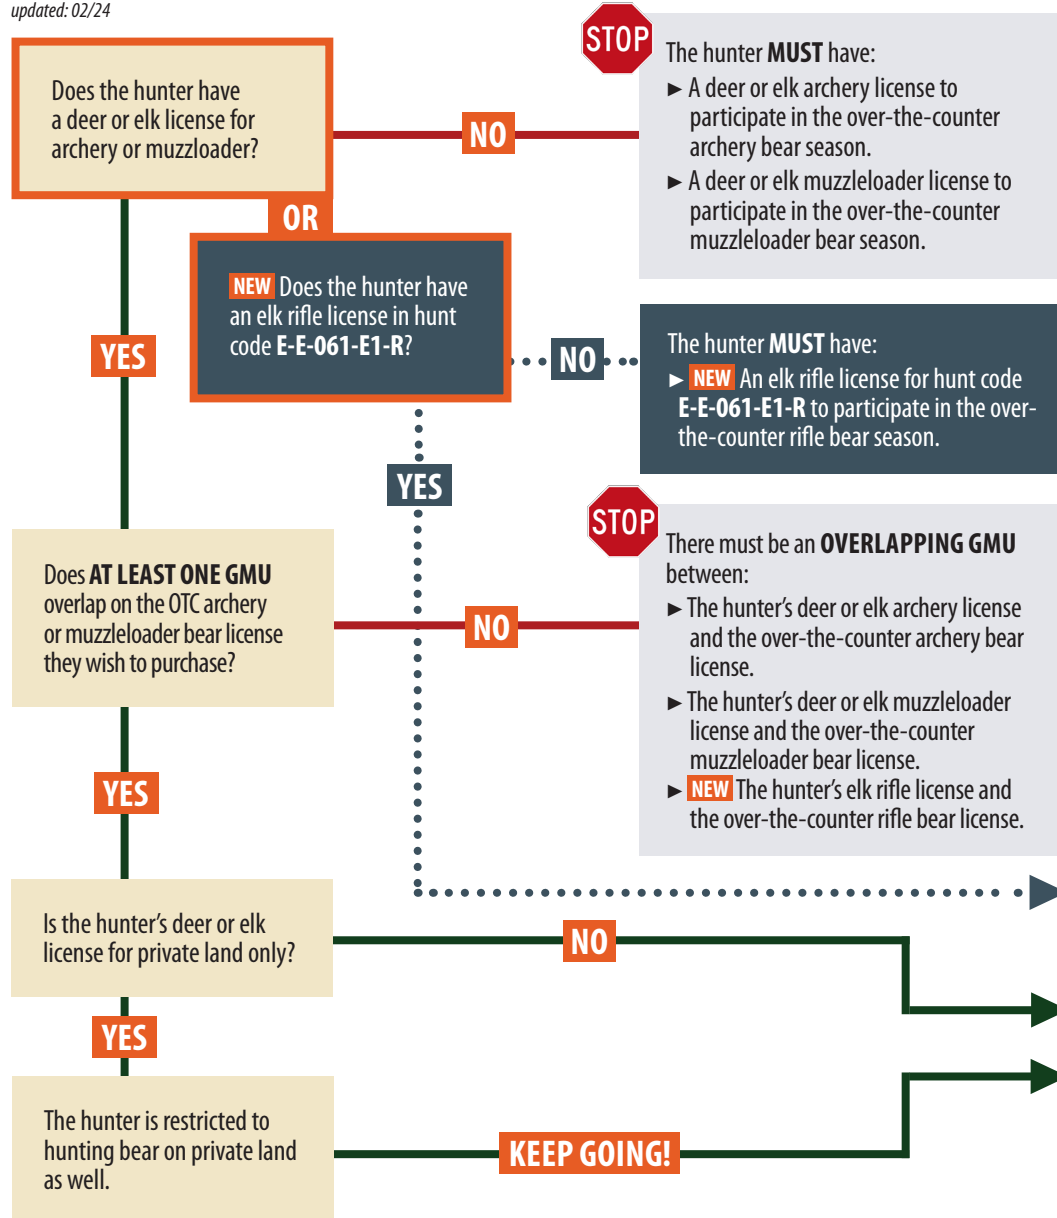 updated: 02/24
Does the hunter have
a deer or elk license for
archery or muzzloader?
NO
STOP
The hunter MUST have:
► A deer or elk archery license to
participate in the over-the-counter
archery bear season.
► A deer or elk muzzleloader license to
participate in the over-the-counter
muzzleloader bear season.
OR
NEW Does the hunter have
an elk rifle license in hunt
code E-E-061-E1-R?
NO
The hunter MUST have:
► NEW An elk rifle license for hunt code
E-E-061-E1-R to participate in the over-
the-counter rifle bear season.
YES
YES
Does AT LEAST ONE GMU
overlap on the OTC archery
or muzzleloader bear license
they wish to purchase?
NO
STOP
There must be an OVERLAPPING GMU
between:
► The hunter's deer or elk archery license
and the over-the-counter archery bear
license.
► The hunter's deer or elk muzzleloader
license and the over-the-counter
muzzleloader bear license.
► NEW The hunter's elk rifle license and
the over-the-counter rifle bear license.
YES
Is the hunter's deer or elk
license for private land only?
NO
YES
The hunter is restricted to
hunting bear on private land
as well.
KEEP GOING!